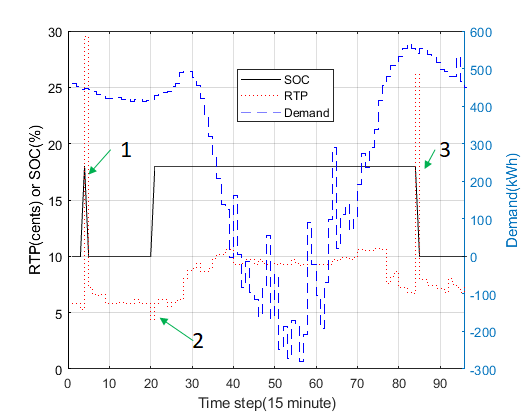 30
25
20
15
10
5
0
RTP(cents) or SOC(%)
600
500
400
300
200
100
0
-100
-200
-300
Demand(kWh)
SOC
RTP
Demand
1
3
2
0 10 20 30 40 50 60 70 80 90
Time step(15 minute)